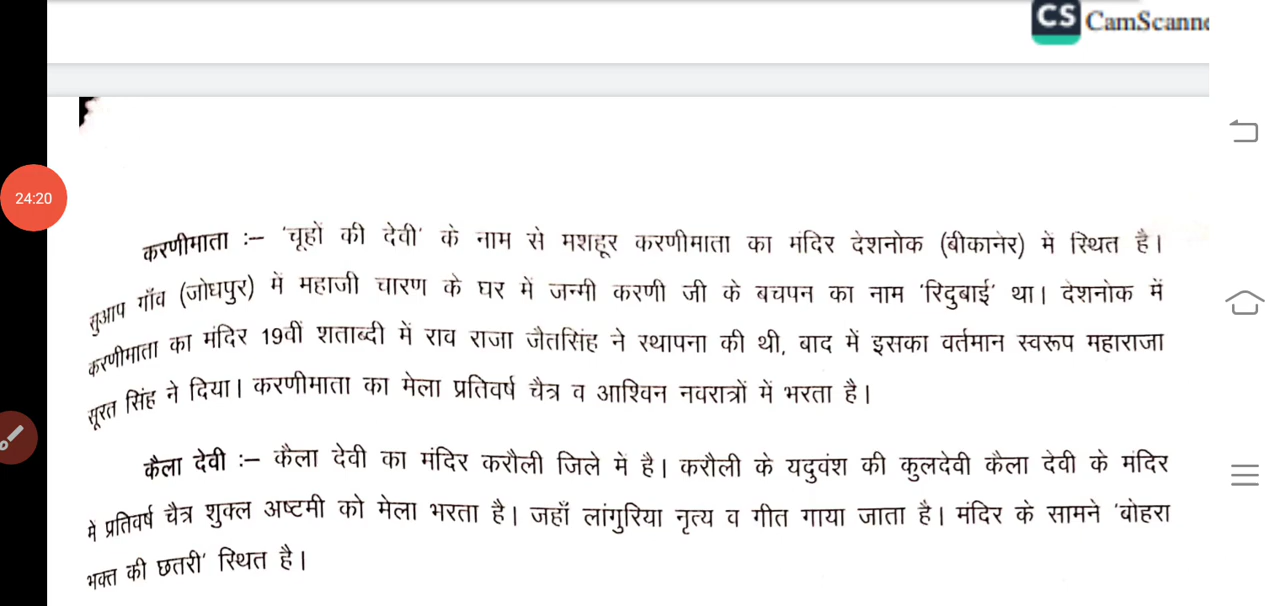 CS CamScanne
24:20
करणीमाता :– 'चूहों की देवी' के नाम से मशहूर करणीमाता का मंदिर देशनोक (बीकानेर) में स्थित है।
सुआप गाँव (जोधपुर) में महाजी चारण के घर में जन्मी करणी जी के बचपन का नाम 'रिदुबाई' था। देशनोक में
करणीमाता का मंदिर 19वीं शताब्दी में राव राजा जैतसिंह ने स्थापना की थी, बाद में इसका वर्तमान स्वरूप महाराजा
सूरत सिंह ने दिया। करणीमाता का मेला प्रतिवर्ष चैत्र व आश्विन नवरात्रों में भरता है।
कैला देवी :– कैला देवी का मंदिर करौली जिले मे है। करौली के यदुवंश की कुलदेवी कैला देवी के मंदिर
मे प्रतिवर्ष चैत्र शुक्ल अष्टमी को मेला भरता है। जहाँ लांगुरिया नृत्य व गीत गाया जाता है। मंदिर के सामने 'बोहरा
भक्त की छतरी' स्थित है।